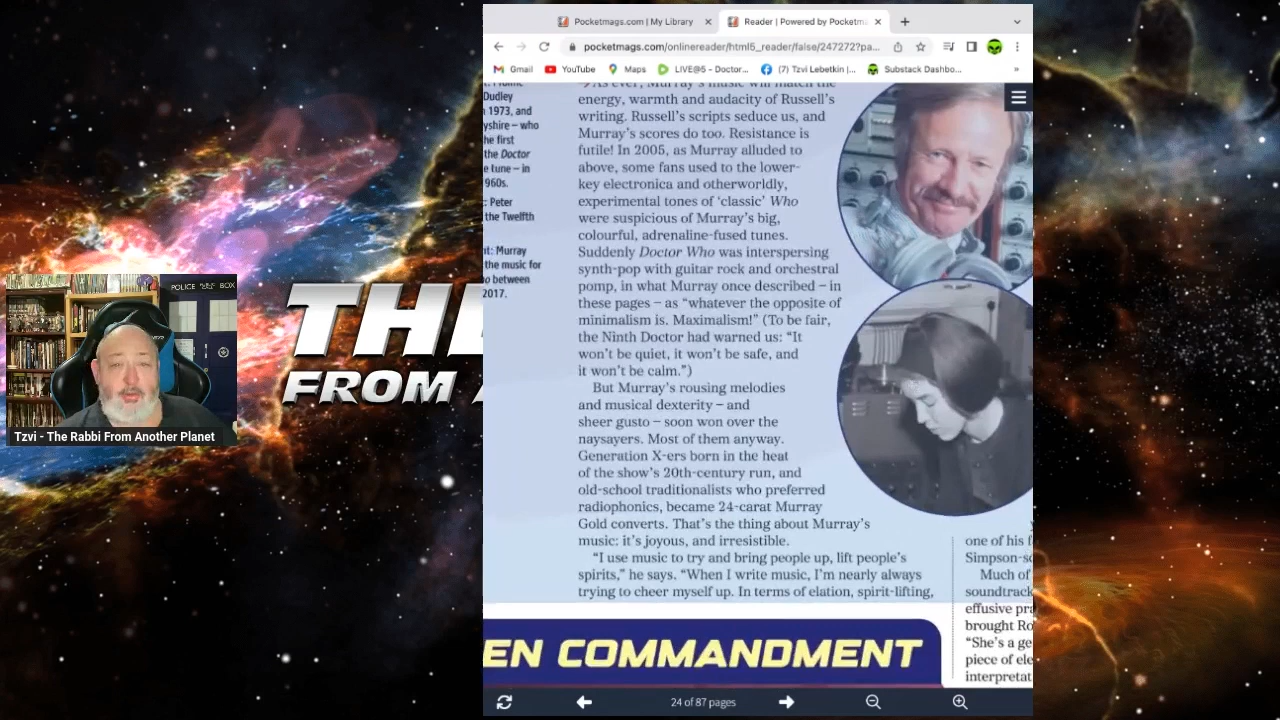 Pocketmags.com | My Library
Reader | Powered by Pocketm
pocketmags.com/onlinereader/html5_reader/false/247272?pa...
Gmail
YouTube
Maps
LIVE@5 - Doctor...
(7) Tzvi Lebetkin |...
Substack Dashbo...
»
Dudley
1973, and
yshire – who
he first
the Doctor
e tune – in
960s.
: Peter
the Twelfth
nt: Murray
the music for
o between
2017.
As ever, Murray's music will match the
energy, warmth and audacity of Russell's
writing. Russell's scripts seduce us, and
Murray's scores do too. Resistance is
futile! In 2005, as Murray alluded to
above, some fans used to the lower-
key electronica and otherworldly,
experimental tones of 'classic' Who
were suspicious of Murray's big,
colourful, adrenaline-fused tunes.
Suddenly Doctor Who was interspersing
synth-pop with guitar rock and orchestral
pomp, in what Murray once described – in
these pages – as "whatever the opposite of
minimalism is. Maximalism!" (To be fair,
the Ninth Doctor had warned us: "It
won't be quiet, it won't be safe, and
it won't be calm.")
But Murray's rousing melodies
and musical dexterity – and
sheer gusto – soon won over the
naysayers. Most of them anyway.
Generation X-ers born in the heat
of the show's 20th-century run, and
old-school traditionalists who preferred
radiophonics, became 24-carat Murray
Gold converts. That's the thing about Murray's
music: it's joyous, and irresistible.
"I use music to try and bring people up, lift people's
spirits," he says. "When I write music, I'm nearly always
trying to cheer myself up. In terms of elation, spirit-lifting,
one of his f
Simpson-s
Much of
soundtrack
effusive pra
brought Ro
"She's a ge
piece of ele
interpretat
EN COMMANDMENT
24 of 87 pages
POLICE BOX
Tzvi - The Rabbi From Another Planet
TH
FROM A